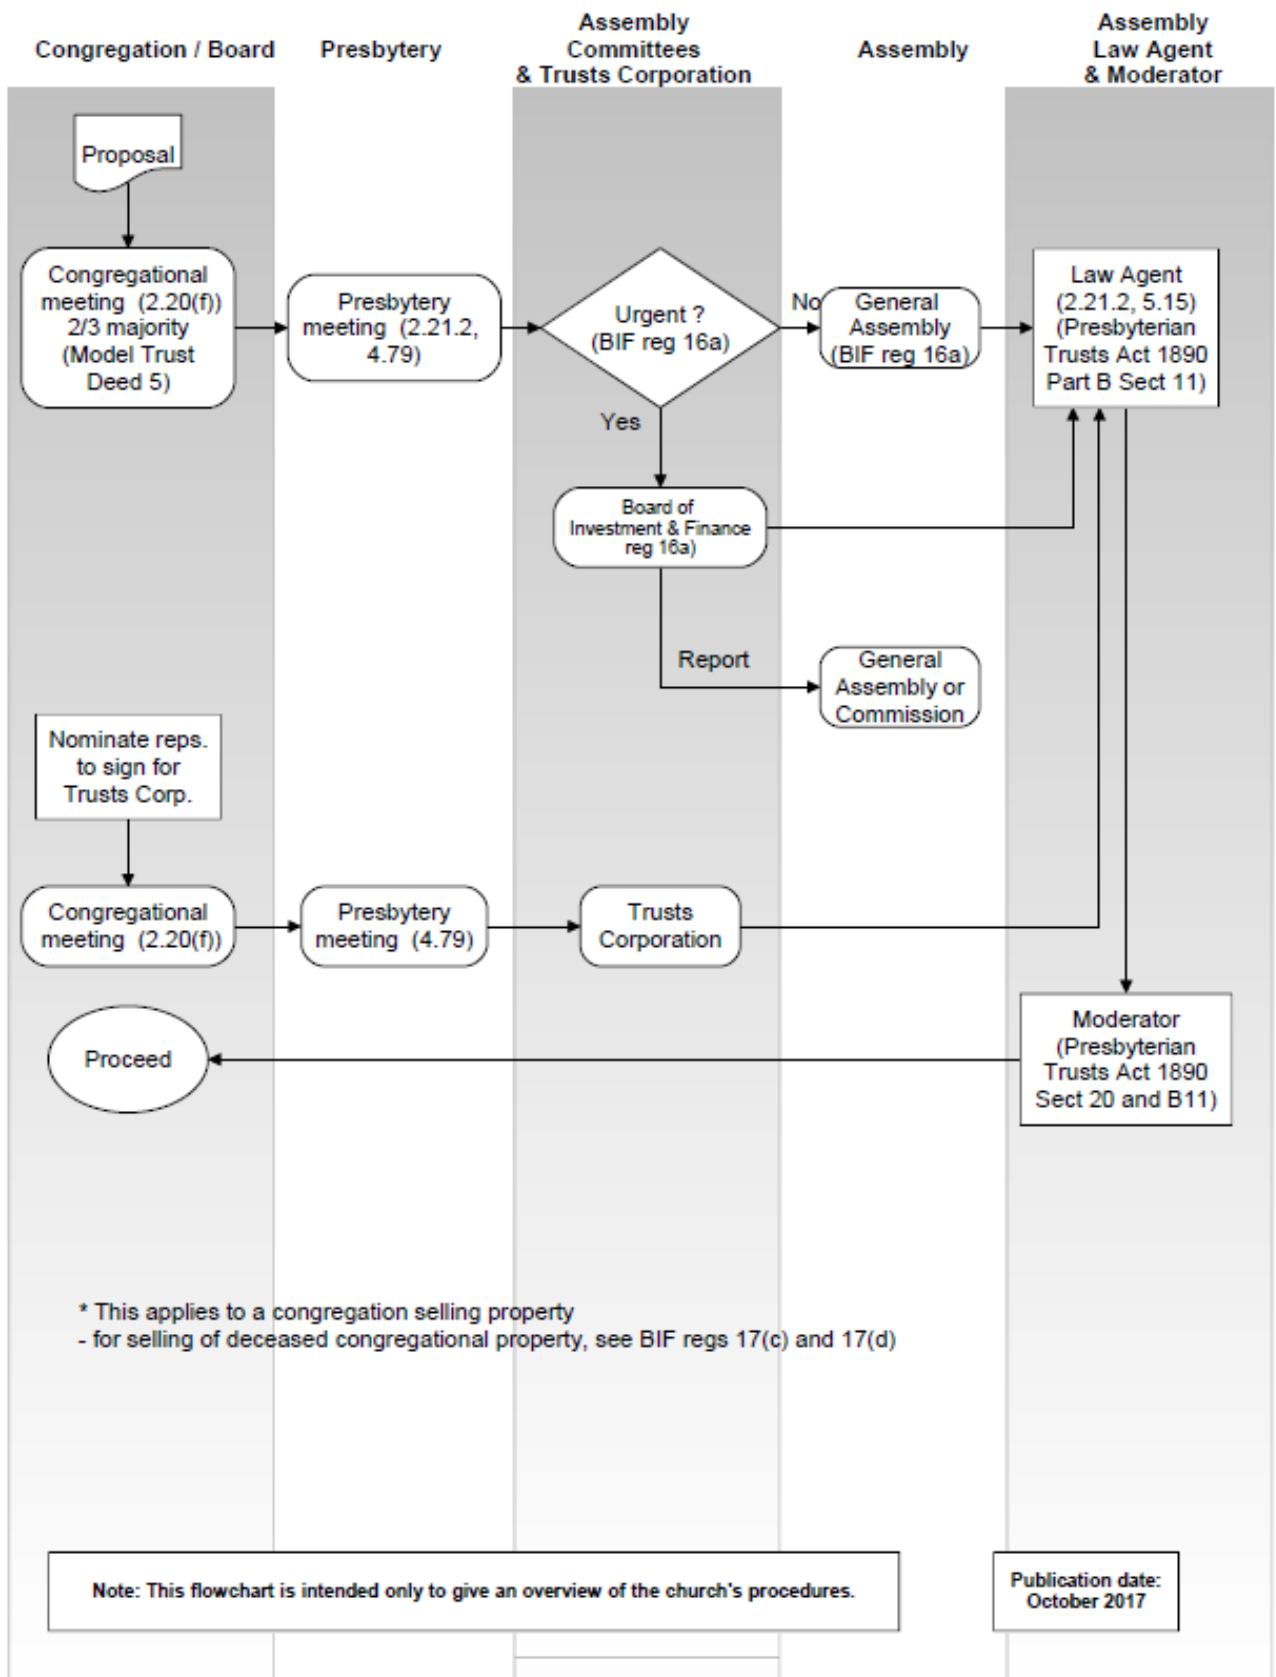 Congregation / Board
Presbytery
Assembly
Committees
& Trusts Corporation
Assembly
Assembly
Law Agent
& Moderator
Proposal
Congregational
meeting (2.20(f))
2/3 majority
(Model Trust
Deed 5)
Presbytery
meeting (2.21.2,
4.79)
Urgent ?
(BIF reg 16a)
No
General
Assembly
(BIF reg 16a)
Law Agent
(2.21.2, 5.15)
(Presbyterian
Trusts Act 1890
Part B Sect 11)
Yes
Board of
Investment & Finance
reg 16a)
Report
General
Assembly or
Commission
Nominate reps.
to sign for
Trusts Corp.
Congregational
meeting (2.20(f))
Presbytery
meeting (4.79)
Trusts
Corporation
Proceed
Moderator
(Presbyterian
Trusts Act 1890
Sect 20 and B11)
* This applies to a congregation selling property
- for selling of deceased congregational property, see BIF regs 17(c) and 17(d)
Note: This flowchart is intended only to give an overview of the church's procedures.
Publication date:
October 2017